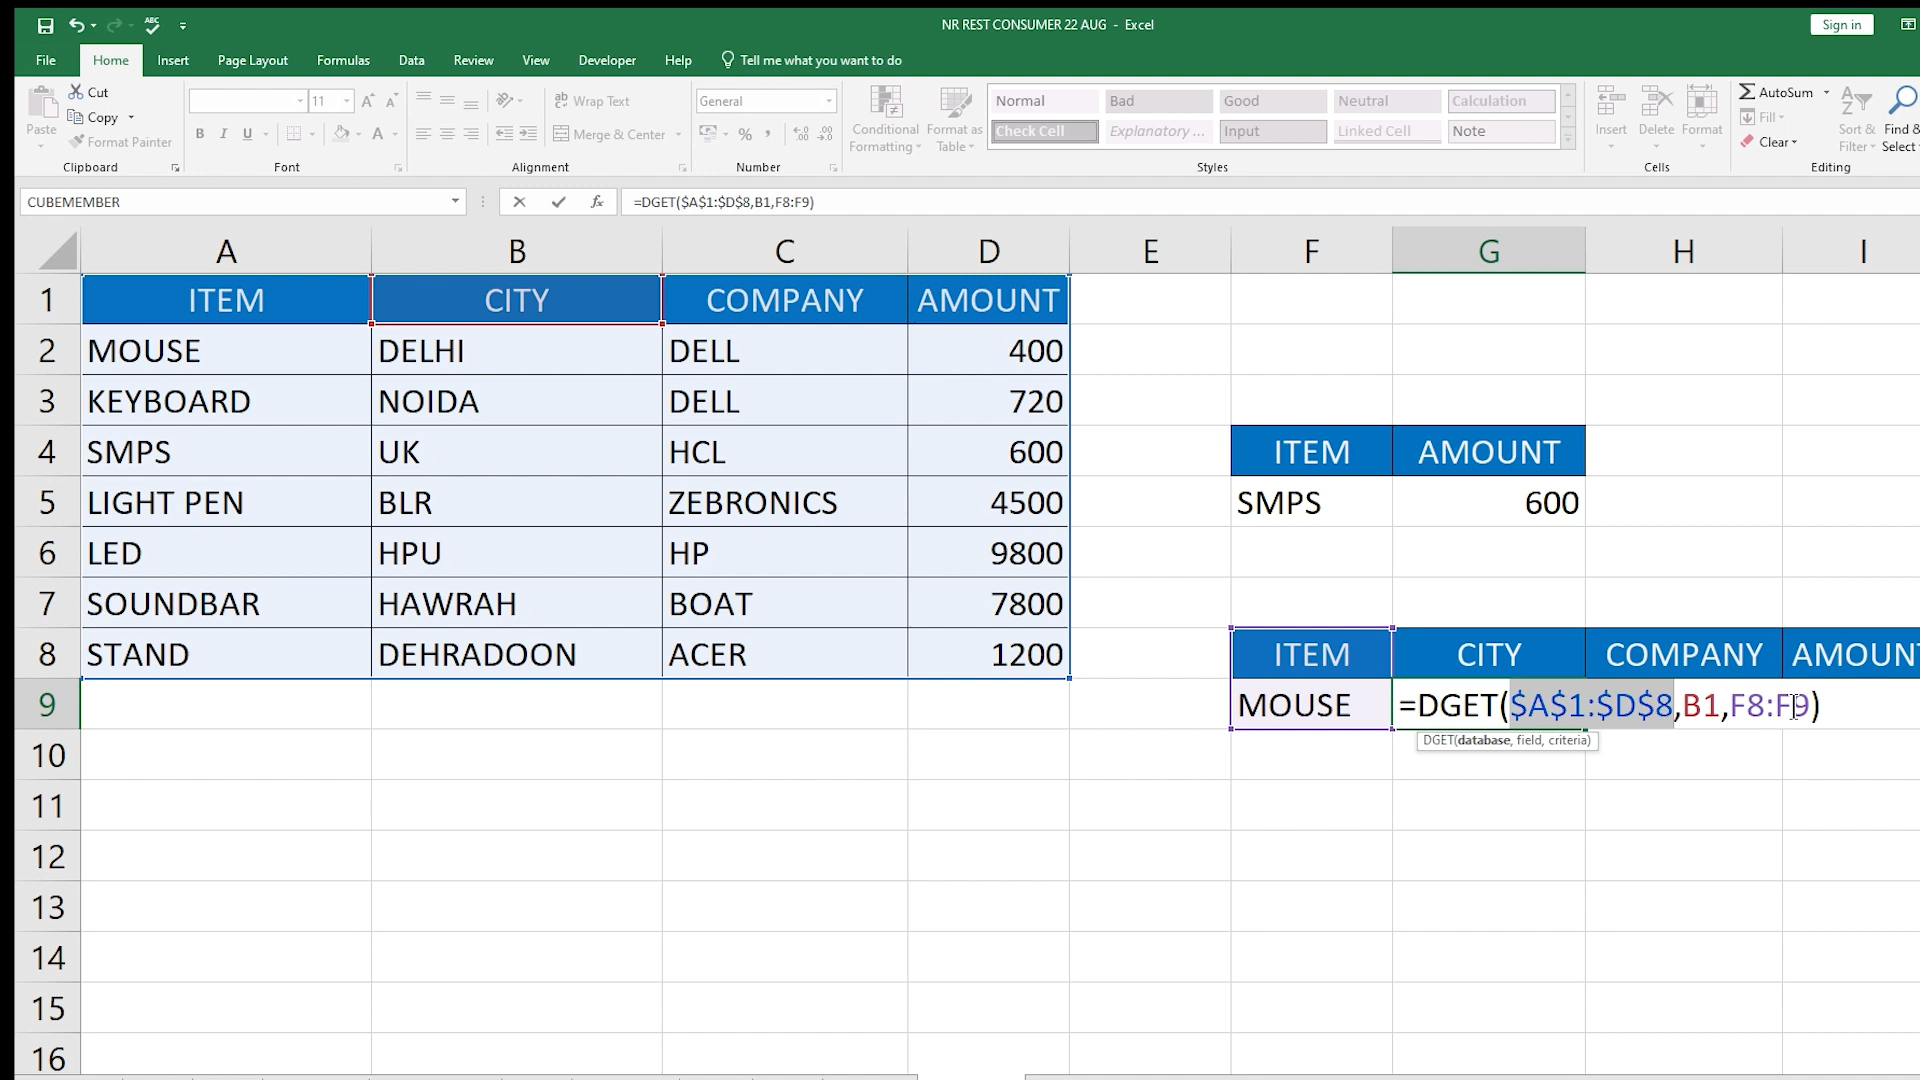 NR REST CONSUMER 22 AUG - Excel
Sign in
File Home Insert Page Layout Formulas Data Review View Developer Help Tell me what you want to do
Paste
Cut
Copy
Format Painter
Clipboard
11 A A
B I U A
Font
ab Wrap Text
Merge & Center
Alignment
General
%
Number
Conditional Formatting
Format as Table
Normal Bad Good Neutral Calculation
Check Cell Explanatory ... Input Linked Cell Note
Styles
Insert Delete Format
Cells
AutoSum
Fill
Clear
Sort & Filter
Find & Select
Editing
CUBEMEMBER fx =DGET($A$1:$D$8,B1,F8:F9)
A B C D E F G H I
1 ITEM CITY COMPANY AMOUNT
2 MOUSE DELHI DELL 400
3 KEYBOARD NOIDA DELL 720
4 SMPS UK HCL 600 ITEM AMOUNT
5 LIGHT PEN BLR ZEBRONICS 4500 SMPS 600
6 LED HPU HP 9800
7 SOUNDBAR HAWRAH BOAT 7800
8 STAND DEHRADOON ACER 1200 ITEM CITY COMPANY AMOUNT
9 MOUSE =DGET($A$1:$D$8,B1,F8:F9)
DGET(database, field, criteria)
10
11
12
13
14
15
16